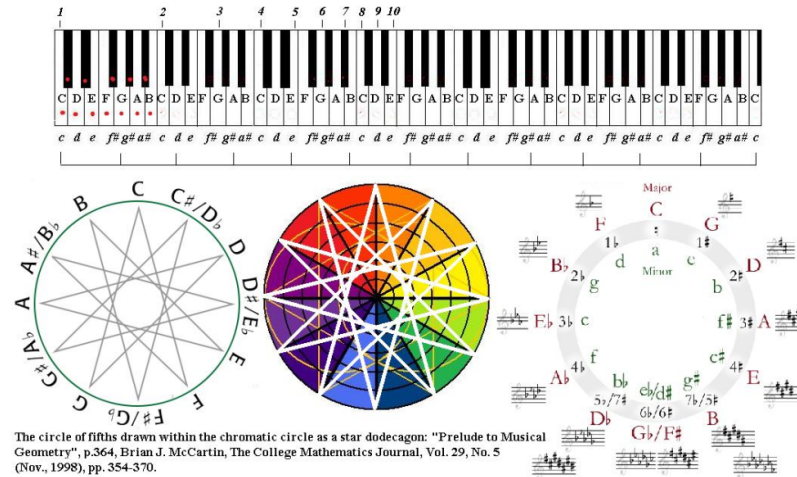 1 2 3 4 5 6 7 8 9 10
C D E F G A B C D E F G A B C D E F G A B C D E F G A B C D E F G A B C D E F G A B C D E F G A B C
c d e f# g# a# c d e f# g# a# c d e f# g# a# c d e f# g# a# c d e f# g# a# c d e f# g# a# c d e f# g# a# c
C
C#/D♭
D
D#/E♭
E
F
F#/G♭
G
G#/A♭
A
A#/B♭
B
Major
C
F G
1♭ a 1♯
d e
Minor
B♭ 2♭ g b 2♯ D
E♭ 3♭ c f♯ 3♯ A
A♭ 4♭ f c♯ 4♯ E
b♭ e♭/d♯ g♯
5♭/7♯ 6♭/6♯ 7♭/5♯
D♭ G♭/F♯ B
The circle of fifths drawn within the chromatic circle as a star dodecagon: "Prelude to Musical
Geometry", p.364, Brian J. McCartin, The College Mathematics Journal, Vol. 29, No. 5
(Nov., 1998), pp. 354-370.